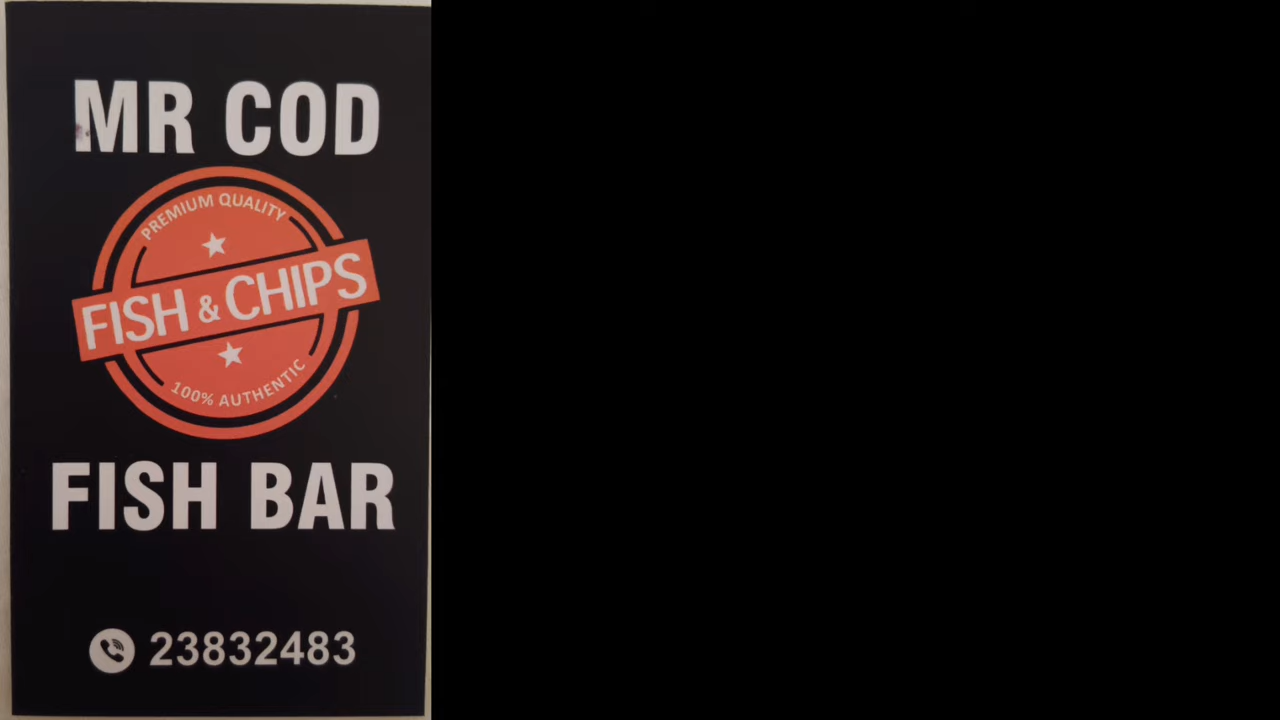 MR COD
PREMIUM QUALITY
FISH & CHIPS
100% AUTHENTIC
FISH BAR
23832483